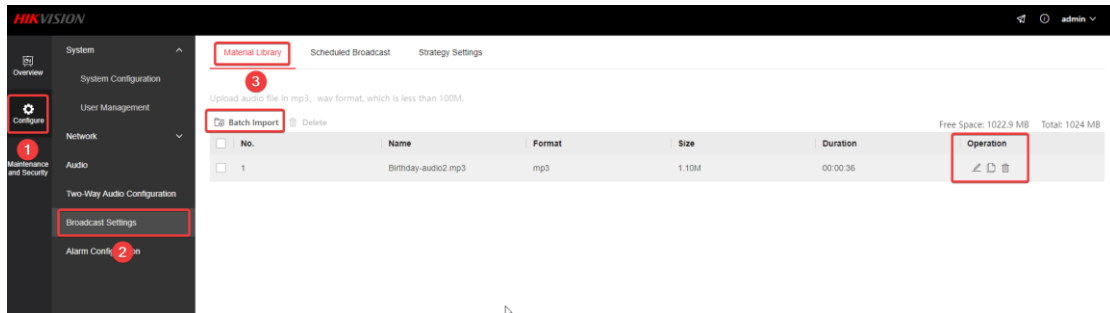 HIKVISION
admin
Overview
Configure
1
Maintenance
and Security
System
System Configuration
User Management
Network
Audio
Two-Way Audio Configuration
Broadcast Settings
2
Material Library
Scheduled Broadcast
Strategy Settings
3
Upload audio file in mp3、wav format, which is less than 100M.
Batch Import
Delete
Free Space: 1022.9 MB Total: 1024 MB
No. Name Format Size Duration Operation
1 Birthday-audio2.mp3 mp3 1.10M 00:00:36
Alarm